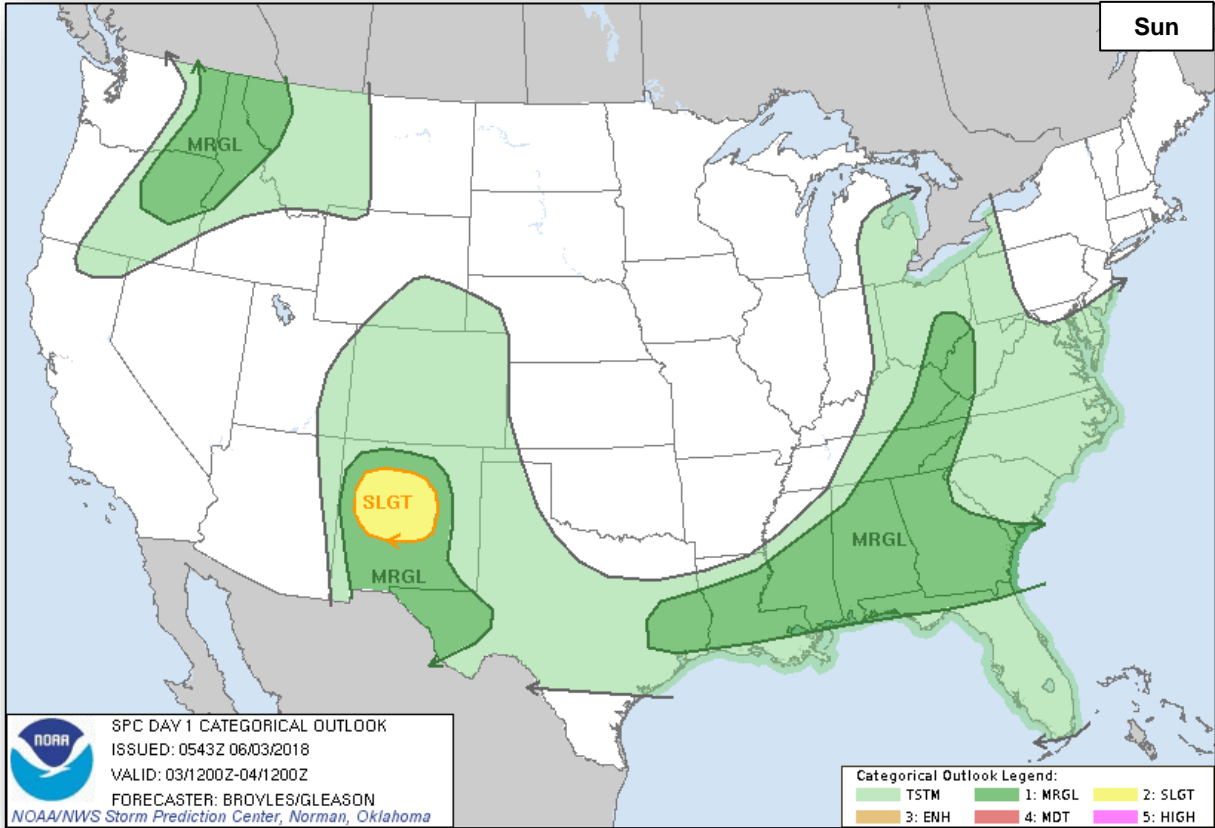 Sun
MRGL
SLGT
MRGL
MRGL
NOAA
SPC DAY 1 CATEGORICAL OUTLOOK
ISSUED: 0543Z 06/03/2018
VALID: 03/1200Z-04/1200Z
FORECASTER: BROYLES/GLEASON
NOAA/NWS Storm Prediction Center, Norman, Oklahoma
Categorical Outlook Legend:
TSTM 1: MRGL 2: SLGT
3: ENH 4: MDT 5: HIGH